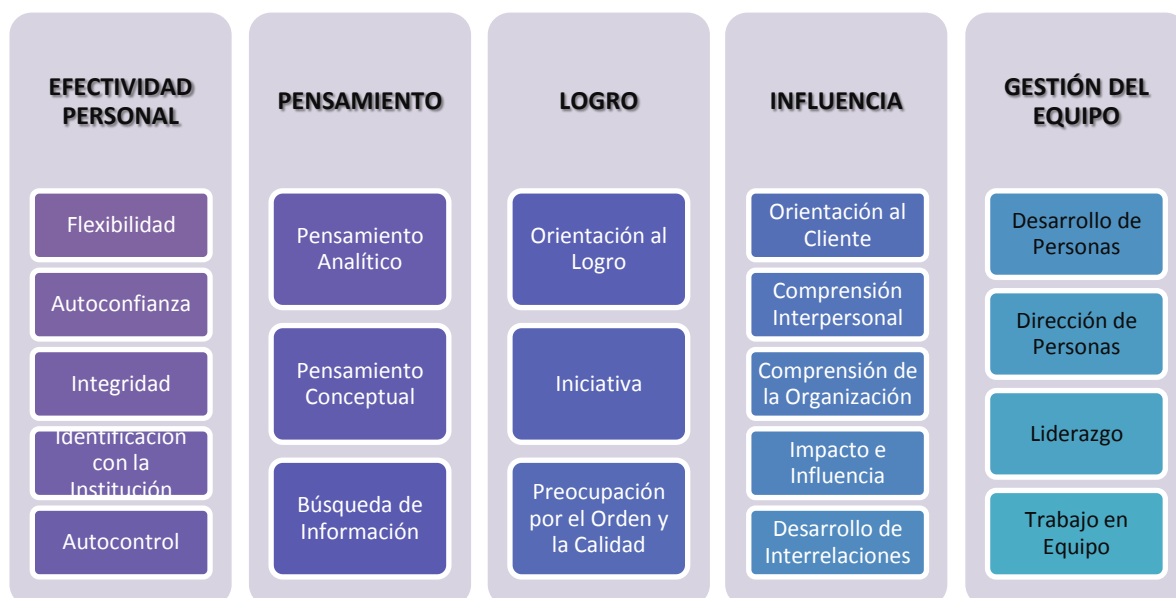 EFECTIVIDAD
PERSONAL
Flexibilidad
Autoconfianza
Integridad
Identificación
con la
Institución
Autocontrol
PENSAMIENTO
Pensamiento
Analítico
Pensamiento
Conceptual
Búsqueda de
Información
LOGRO
Orientación al
Logro
Iniciativa
Preocupación
por el Orden y
la Calidad
INFLUENCIA
Orientación al
Cliente
Comprensión
Interpersonal
Comprensión de
la Organización
Impacto e
Influencia
Desarrollo de
Interrelaciones
GESTIÓN DEL
EQUIPO
Desarrollo de
Personas
Dirección de
Personas
Liderazgo
Trabajo en
Equipo